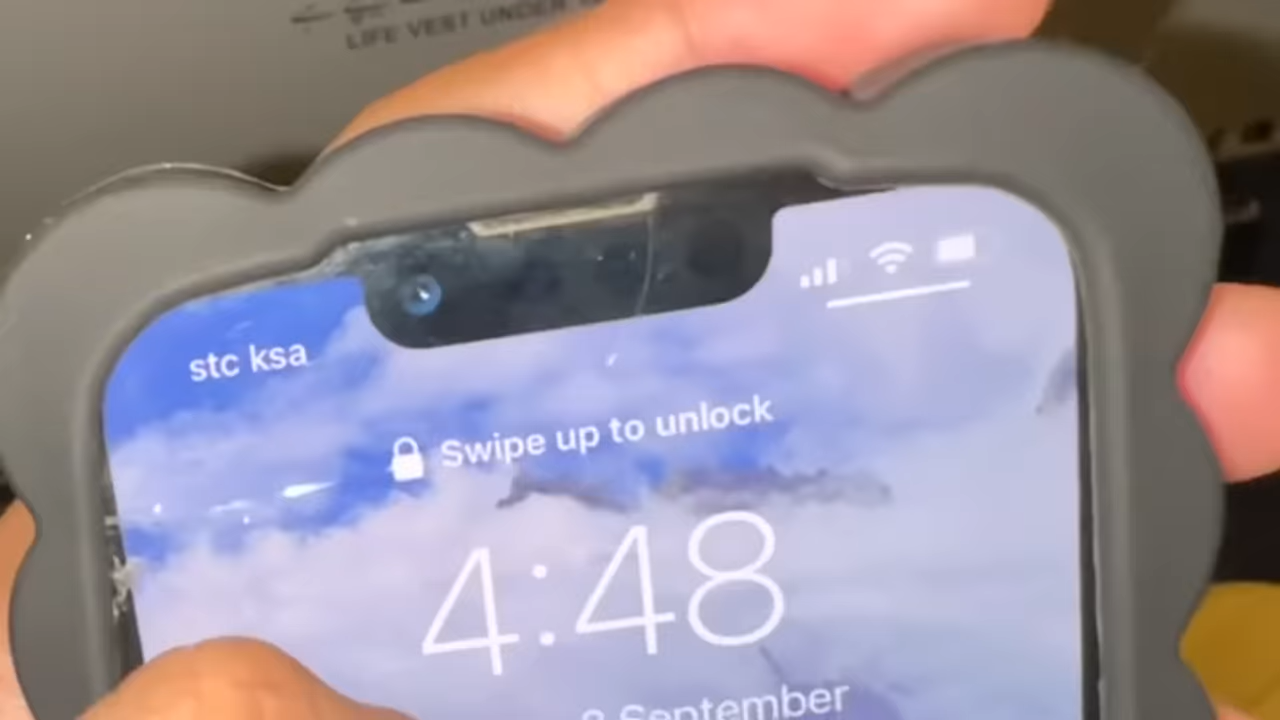 LIFE VEST UNDER
stc ksa
Swipe up to unlock
4:48
September